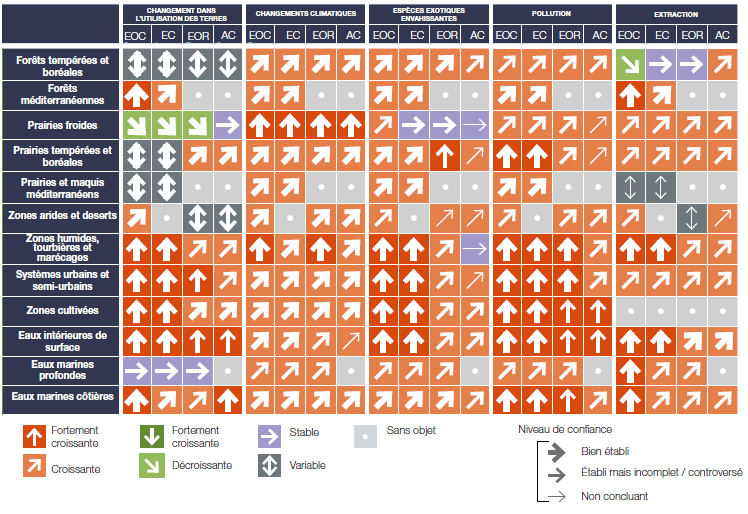 CHANGEMENT DANS
L'UTILISATION DES TERRES
CHANGEMENTS CLIMATIQUES
ESPÈCES EXOTIQUES
ENVAHISSANTES
POLLUTION
EXTRACTION
EOC EC EOR AC EOC EC EOR AC EOC EC EOR AC EOC EC EOR AC EOC EC EOR AC
Forêts tempérées et
boréales
Forêts
méditerranéennes
Prairies froides
Prairies tempérées et
boréales
Prairies et maquis
méditerranéens
Zones arides et deserts
Zones humides,
tourbières et
marécages
Systèmes urbains et
semi-urbains
Zones cultivées
Eaux intérieures de
surface
Eaux marines
profondes
Eaux marines côtières
Fortement
croissante
Fortement
croissante
Stable
Sans objet
Croissante
Décroissante
Variable
Niveau de confiance
Bien établi
Établi mais incomplet / controversé
Non concluant